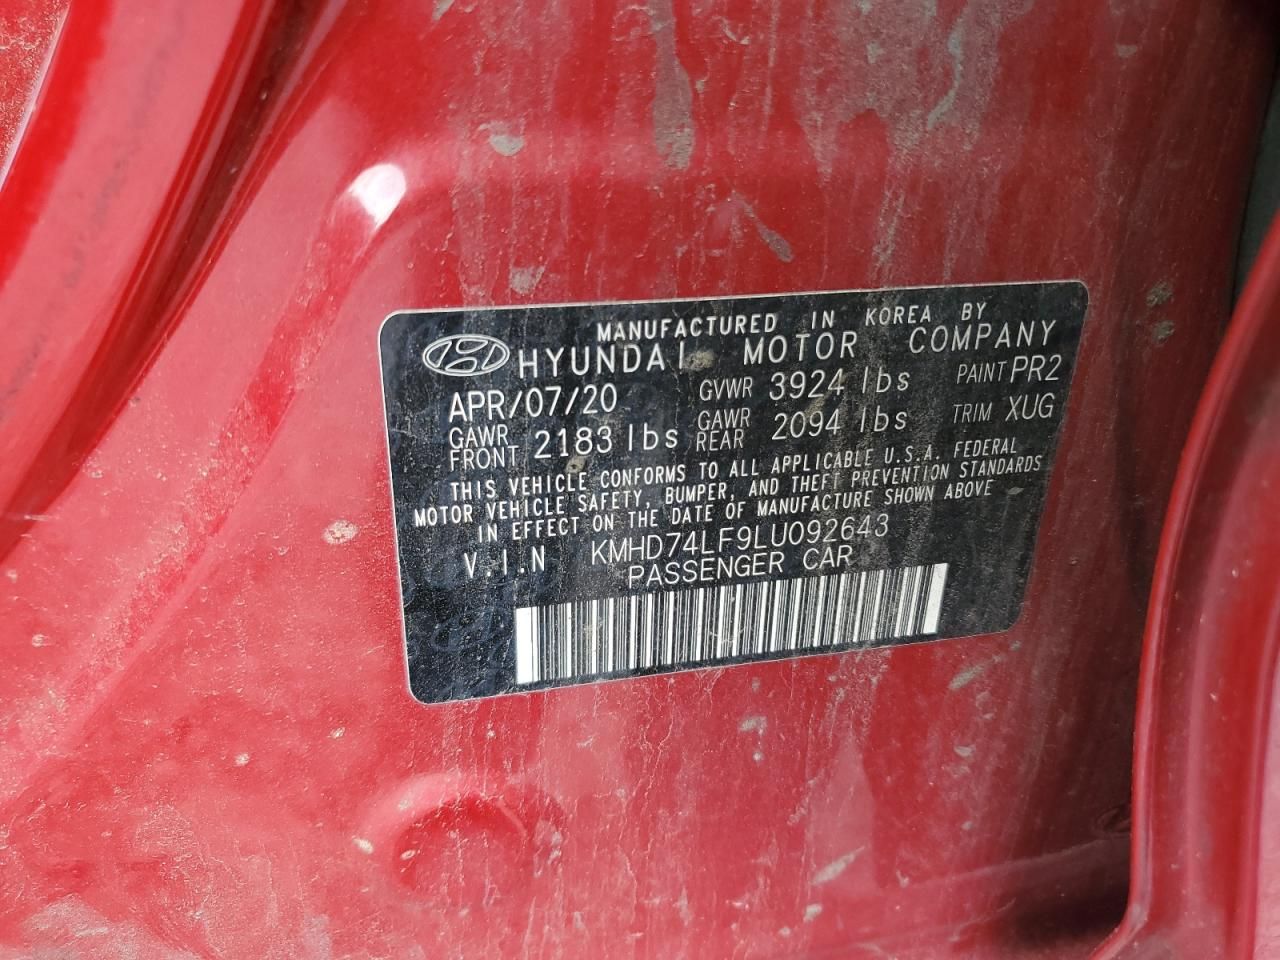 MANUFACTURED IN KOREA BY
HYUNDAI MOTOR COMPANY
APR/07/20 GVWR 3924 lbs PAINT PR2
GAWR FRONT 2183 lbs GAWR REAR 2094 lbs TRIM XUG
THIS VEHICLE CONFORMS TO ALL APPLICABLE U.S.A. FEDERAL
MOTOR VEHICLE SAFETY, BUMPER, AND THEFT PREVENTION STANDARDS
IN EFFECT ON THE DATE OF MANUFACTURE SHOWN ABOVE
V.I.N KMHD74LF9LU092643
PASSENGER CAR